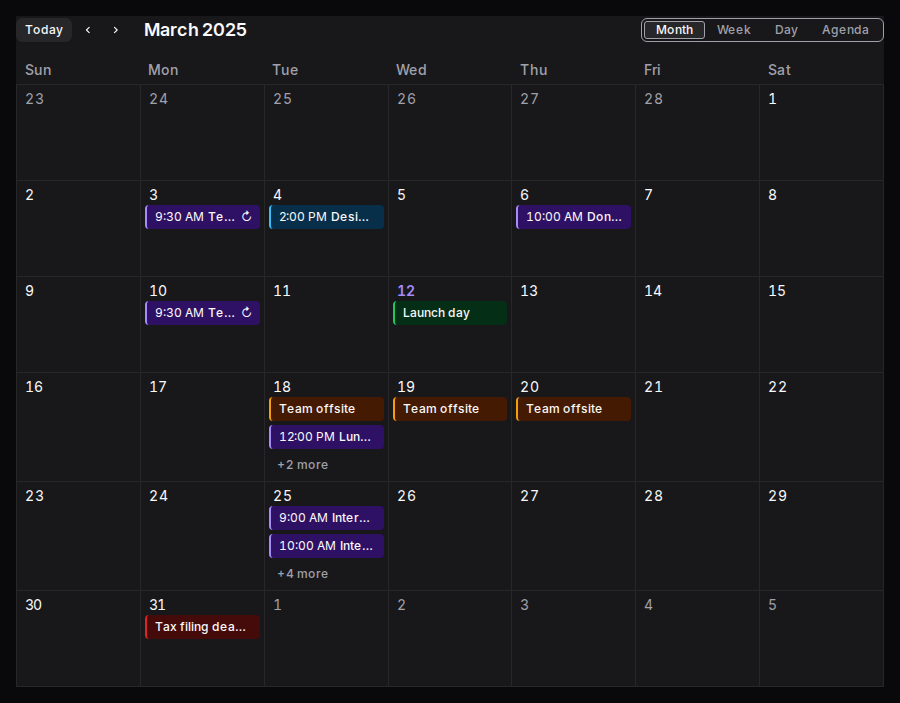 Today ‹ › March 2025 Month Week Day Agenda
Sun Mon Tue Wed Thu Fri Sat
23 24 25 26 27 28 1
2 3 4 5 6 7 8
9:30 AM Te... 2:00 PM Desi... 10:00 AM Don...
9 10 11 12 13 14 15
9:30 AM Te... Launch day
16 17 18 19 20 21 22
Team offsite Team offsite Team offsite
12:00 PM Lun...
+2 more
23 24 25 26 27 28 29
9:00 AM Inter...
10:00 AM Inte...
+4 more
30 31 1 2 3 4 5
Tax filing dea...